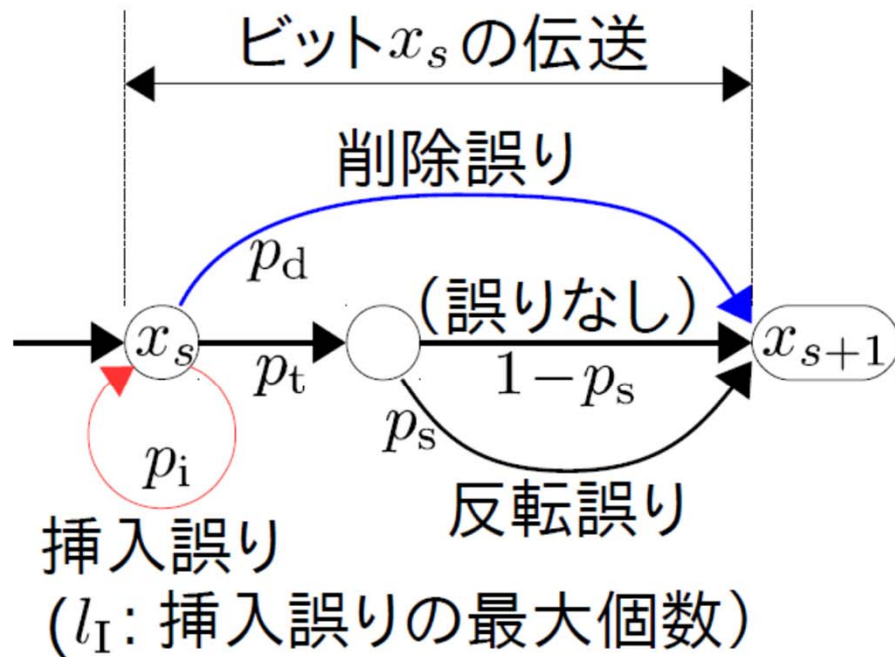 ビットx_sの伝送
削除誤り
p_d
(誤りなし)
x_s
p_t
1−p_s
x_{s+1}
p_s
p_i
反転誤り
挿入誤り
(l_I: 挿入誤りの最大個数)